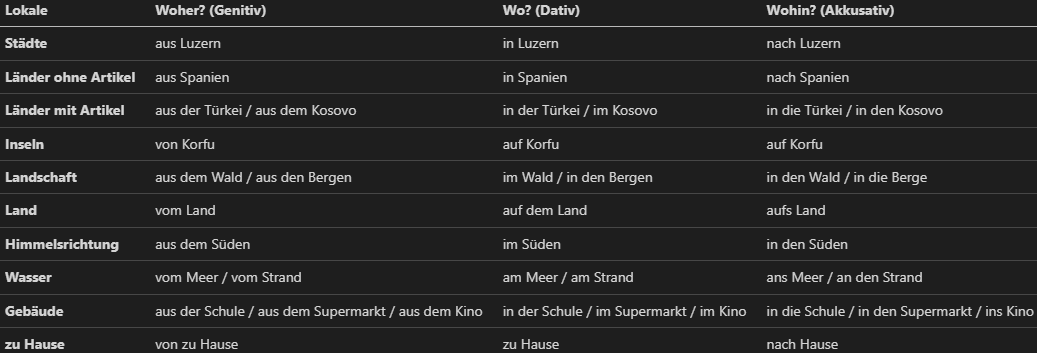 Lokale Woher? (Genitiv) Wo? (Dativ) Wohin? (Akkusativ)
Städte aus Luzern in Luzern nach Luzern
Länder ohne Artikel aus Spanien in Spanien nach Spanien
Länder mit Artikel aus der Türkei / aus dem Kosovo in der Türkei / im Kosovo in die Türkei / in den Kosovo
Inseln von Korfu auf Korfu auf Korfu
Landschaft aus dem Wald / aus den Bergen im Wald / in den Bergen in den Wald / in die Berge
Land vom Land auf dem Land aufs Land
Himmelsrichtung aus dem Süden im Süden in den Süden
Wasser vom Meer / vom Strand am Meer / am Strand ans Meer / an den Strand
Gebäude aus der Schule / aus dem Supermarkt / aus dem Kino in der Schule / im Supermarkt / im Kino in die Schule / in den Supermarkt / ins Kino
zu Hause von zu Hause zu Hause nach Hause